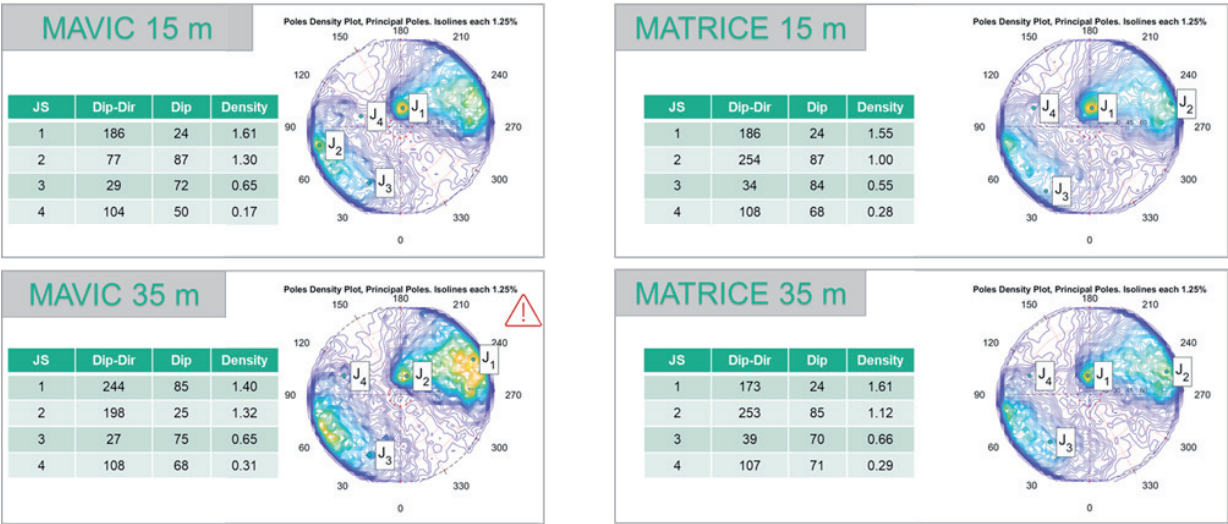 MAVIC 15 m
Poles Density Plot, Principal Poles. Isolines each 1.25%
180
150 210
120 240
90 270
60 300
30 330
0
J1
J4
J2
J3
JS Dip-Dir Dip Density
1 186 24 1.61
2 77 87 1.30
3 29 72 0.65
4 104 50 0.17
MATRICE 15 m
Poles Density Plot, Principal Poles. Isolines each 1.25%
180
150 210
120 240
90 270
60 300
30 330
0
J4 J1 J2
45 60
J3
JS Dip-Dir Dip Density
1 186 24 1.55
2 254 87 1.00
3 34 84 0.55
4 108 68 0.28
MAVIC 35 m
Poles Density Plot, Principal Poles. Isolines each 1.25%
!
180
150 210
120 240
90 270
60 300
30 330
0
J1
J4 J2
J3
JS Dip-Dir Dip Density
1 244 85 1.40
2 198 25 1.32
3 27 75 0.65
4 108 68 0.31
MATRICE 35 m
Poles Density Plot, Principal Poles. Isolines each 1.25%
180
150 210
120 240
90 270
60 300
30 330
0
J4 J1 J2
45 60
J3
JS Dip-Dir Dip Density
1 173 24 1.61
2 253 85 1.12
3 39 70 0.66
4 107 71 0.29